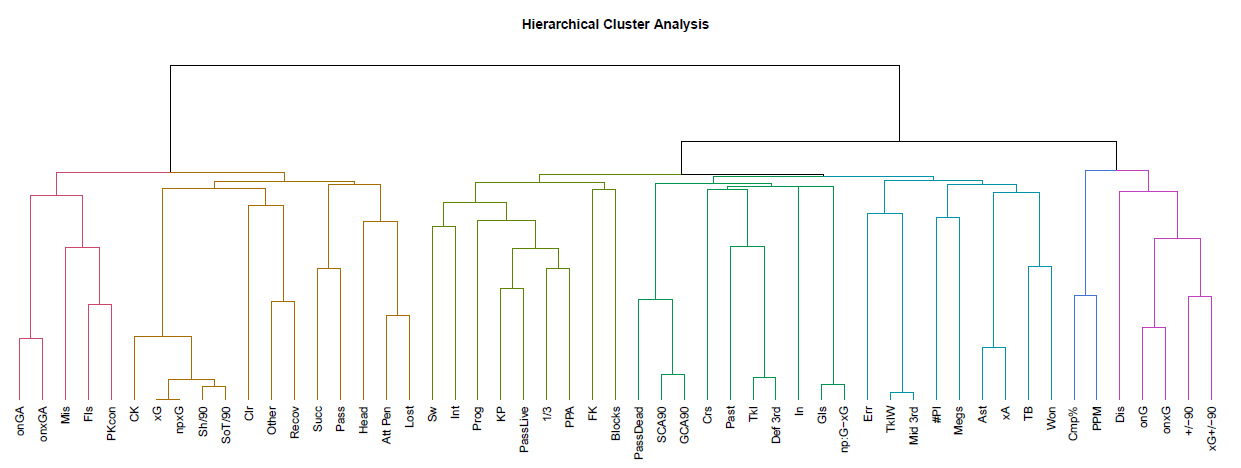 Hierarchical Cluster Analysis
onGA
onxGA
Mis
Fls
PKcon
CK
xG
npxG
Sh/90
SoT/90
Clr
Other
Recov
Succ
Pass
Head
Att Pen
Lost
Sw
Int
Prog
KP
PassLive
1/3
PPA
FK
Blocks
PassDead
SCA90
GCA90
Crs
Past
Tkl
Def 3rd
In
Gls
np:G−xG
Err
TklW
Mid 3rd
#Pl
Megs
Ast
xA
TB
Won
Cmp%
PPM
Dis
onG
onxG
+/−90
xG+/−90